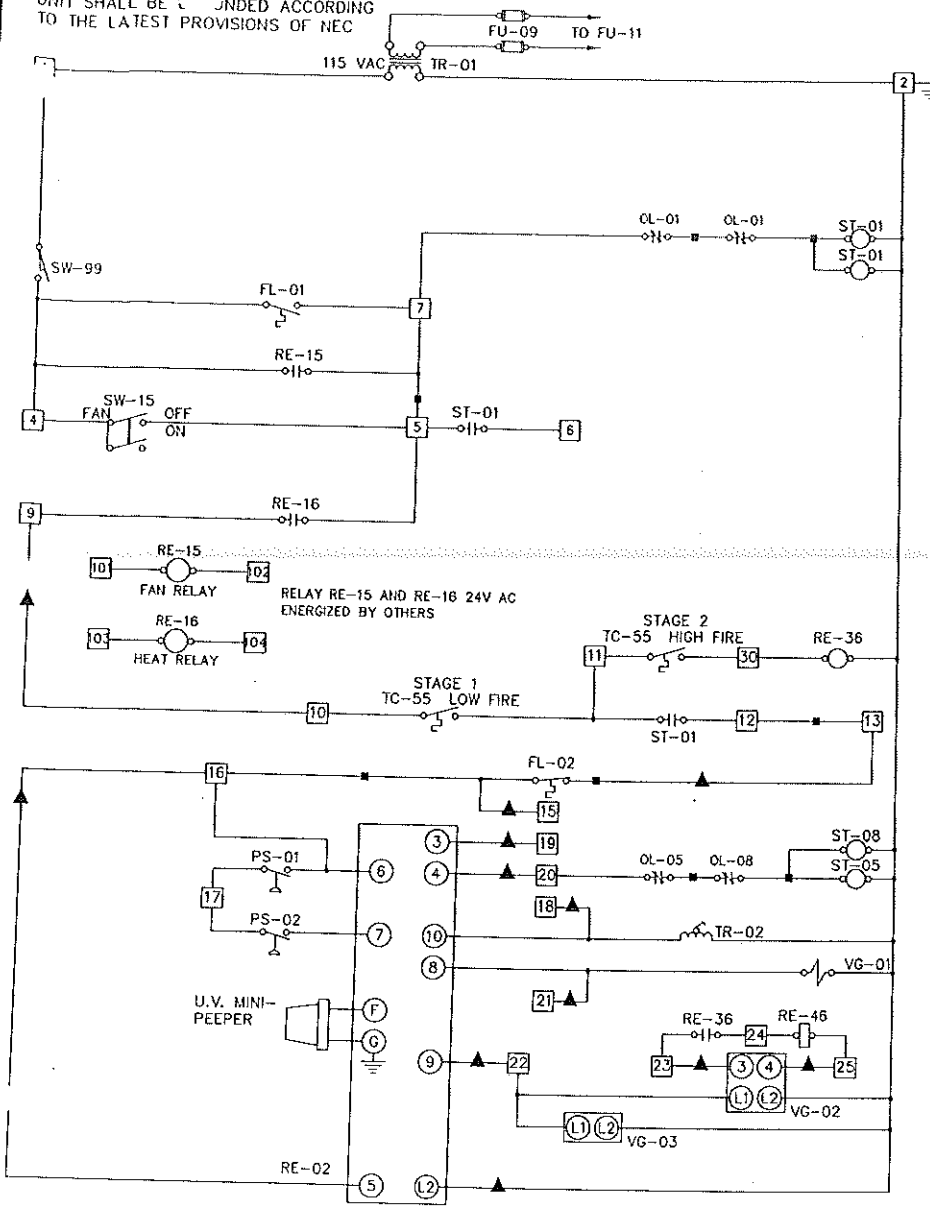 UNIT SHALL BE NDED ACCORDING
TO THE LATEST PROVISIONS OF NEC
FU-09 TO FU-11
115 VAC TR-01
2
OL-01 OL-01 ST-01
ST-01
SW-99
FL-01
7
RE-15
SW-15
4 FAN OFF 5 ST-01 6
ON
RE-16
9
RE-15
101 102
FAN RELAY
RELAY RE-15 AND RE-16 24V AC
ENERGIZED BY OTHERS
RE-16
103 104
HEAT RELAY
STAGE 2
TC-55 HIGH FIRE RE-36
11 30
STAGE 1
TC-55 LOW FIRE
10 12 13
ST-01
16 FL-02
15
3 19 ST-08
PS-01 6 4 20 OL-05 OL-08 ST-05
17 18
PS-02 7 10 TR-02
8 VG-01
21
U.V. MINI-
PEEPER
F
G
RE-36 24 RE-46
9 22 23 3 4 25
L1 L2 VG-02
L1 L2 VG-03
RE-02 5 L2